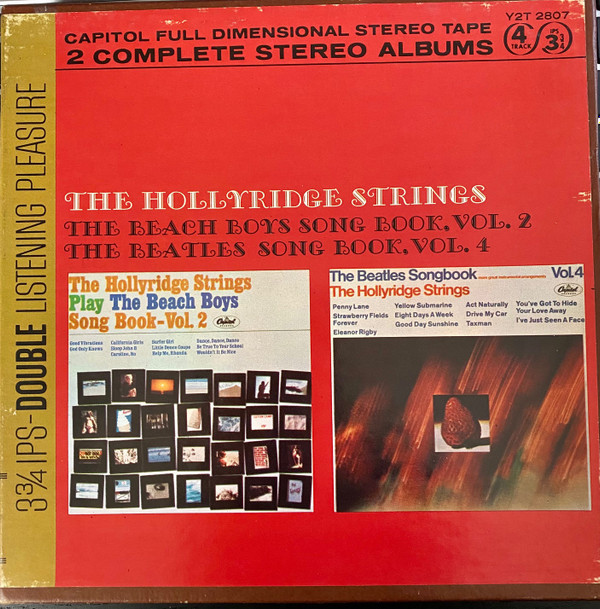 Y2T 2807
CAPITOL FULL DIMENSIONAL STEREO TAPE
2 COMPLETE STEREO ALBUMS
4 TRACK
IPS 3 3/4
3 3/4 IPS-DOUBLE LISTENING PLEASURE
THE HOLLYRIDGE STRINGS
THE BEACH BOYS SONG BOOK, VOL. 2
THE BEATLES SONG BOOK, VOL. 4
The Hollyridge Strings
Play The Beach Boys
Song Book-Vol. 2
Capitol
Good Vibrations
God Only Knows
California Girls
Sloop John B
Caroline, No
Surfer Girl
Little Deuce Coupe
Help Me, Rhonda
Dance, Dance, Dance
Be True To Your School
Wouldn't It Be Nice
The Beatles Songbook
Vol.4
The Hollyridge Strings
Capitol
Penny Lane
Strawberry Fields
Forever
Eleanor Rigby
Yellow Submarine
Eight Days A Week
Good Day Sunshine
Act Naturally
Drive My Car
Taxman
You've Got To Hide
Your Love Away
I've Just Seen A Face